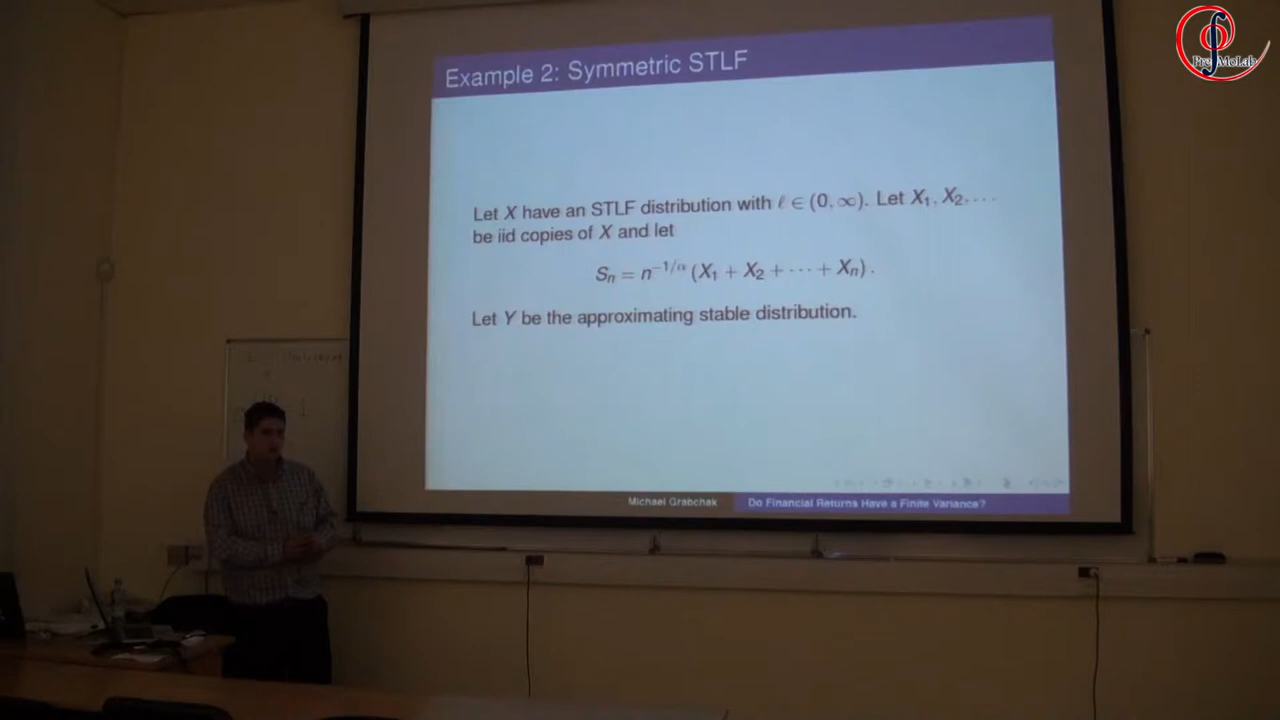 PreMoLab
Example 2: Symmetric STLF
Let X have an STLF distribution with ℓ ∈ (0, ∞). Let X₁, X₂, ...
be iid copies of X and let
Sₙ = n^{-1/α} (X₁ + X₂ + ··· + Xₙ).
Let Y be the approximating stable distribution.
Michael Grabchak Do Financial Returns Have a Finite Variance?